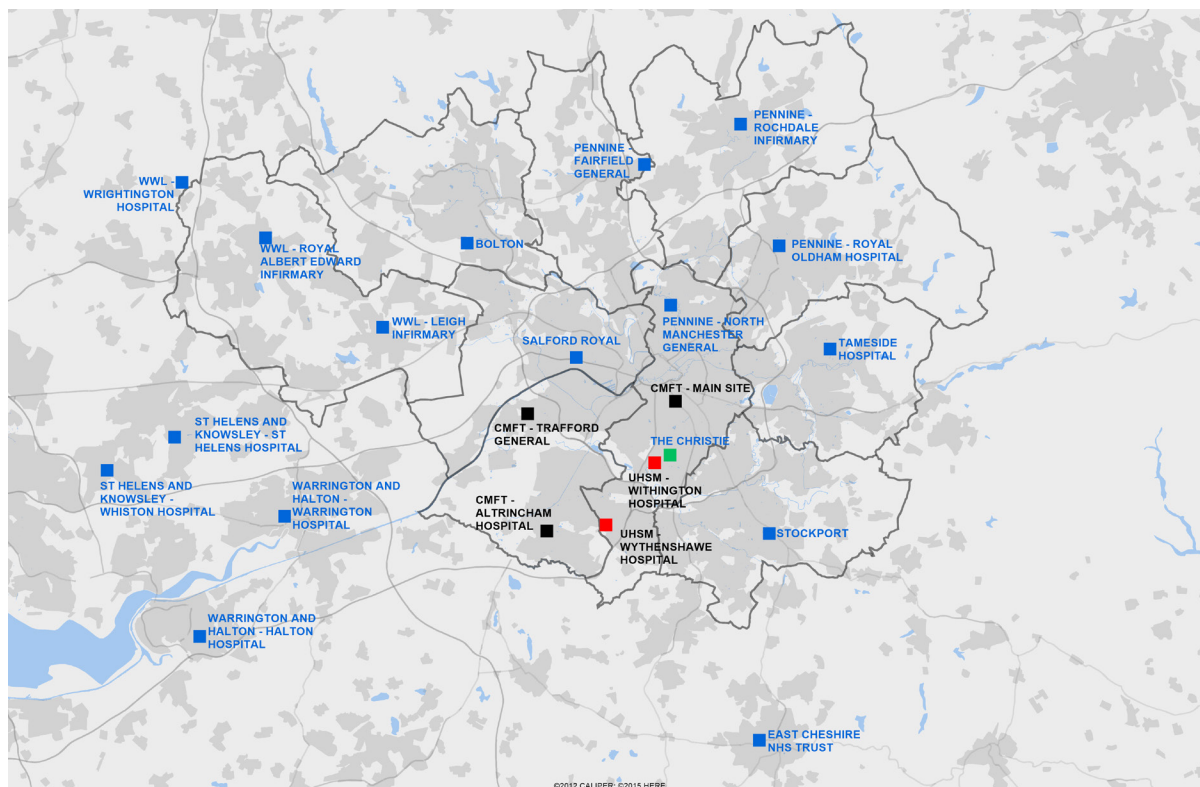 PENNINE -
ROCHDALE
INFIRMARY
PENNINE
FAIRFIELD
GENERAL
WWL -
WRIGHTINGTON
HOSPITAL
WWL - ROYAL
ALBERT EDWARD
INFIRMARY
BOLTON
PENNINE - ROYAL
OLDHAM HOSPITAL
WWL - LEIGH
INFIRMARY
SALFORD ROYAL
PENNINE - NORTH
MANCHESTER
GENERAL
TAMESIDE
HOSPITAL
CMFT - MAIN SITE
CMFT - TRAFFORD
GENERAL
ST HELENS AND
KNOWSLEY - ST
HELENS HOSPITAL
THE CHRISTIE
ST HELENS AND
KNOWSLEY -
WHISTON HOSPITAL
WARRINGTON AND
HALTON -
WARRINGTON
HOSPITAL
UHSM -
WITHINGTON
HOSPITAL
CMFT -
ALTRINCHAM
HOSPITAL
UHSM
WYTHENSHAWE
HOSPITAL
STOCKPORT
WARRINGTON AND
HALTON - HALTON
HOSPITAL
EAST CHESHIRE
NHS TRUST
©2012 CALIPER; ©2015 HERE